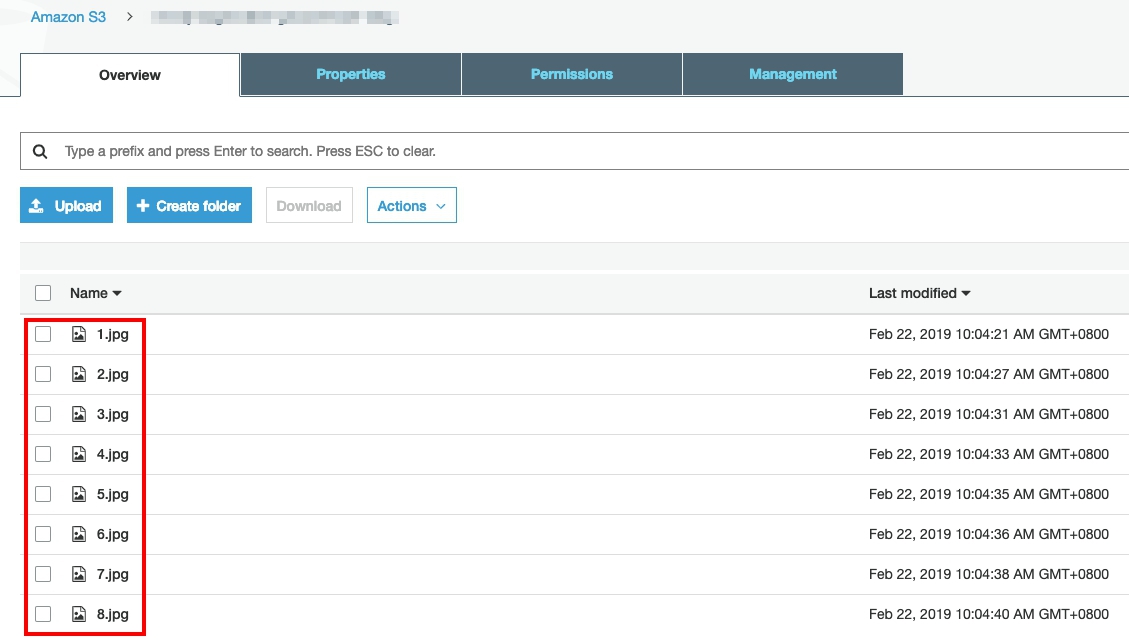 Amazon S3 >
Overview Properties Permissions Management
Type a prefix and press Enter to search. Press ESC to clear.
Upload Create folder Download Actions
Name Last modified
1.jpg Feb 22, 2019 10:04:21 AM GMT+0800
2.jpg Feb 22, 2019 10:04:27 AM GMT+0800
3.jpg Feb 22, 2019 10:04:31 AM GMT+0800
4.jpg Feb 22, 2019 10:04:33 AM GMT+0800
5.jpg Feb 22, 2019 10:04:35 AM GMT+0800
6.jpg Feb 22, 2019 10:04:36 AM GMT+0800
7.jpg Feb 22, 2019 10:04:38 AM GMT+0800
8.jpg Feb 22, 2019 10:04:40 AM GMT+0800